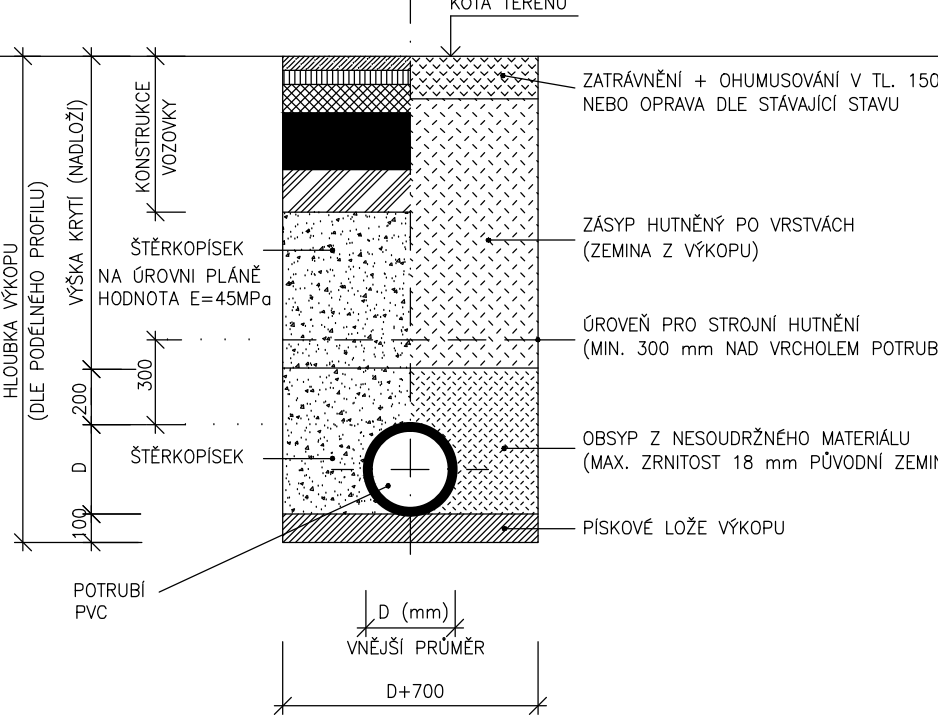 KÓTA TERÉNU
ZATRÁVNĚNÍ + OHUMUSOVÁNÍ V TL. 150
NEBO OPRAVA DLE STÁVAJÍCÍ STAVU
KONSTRUKCE
VOZOVKY
VÝŠKA KRYTÍ (NADLOŽÍ)
HLOUBKA VÝKOPU
(DLE PODÉLNÉHO PROFILU)
ZÁSYP HUTNĚNÝ PO VRSTVÁCH
(ZEMINA Z VÝKOPU)
ŠTĚRKOPÍSEK
NA ÚROVNI PLÁNĚ
HODNOTA E=45MPa
ÚROVEŇ PRO STROJNÍ HUTNĚNÍ
(MIN. 300 mm NAD VRCHOLEM POTRUB
300
200
OBSYP Z NESOUDRŽNÉHO MATERIÁLU
(MAX. ZRNITOST 18 mm PŮVODNÍ ZEMIN
ŠTĚRKOPÍSEK
D
100
PÍSKOVÉ LOŽE VÝKOPU
POTRUBÍ
PVC
D (mm)
VNĚJŠÍ PRŮMĚR
D+700